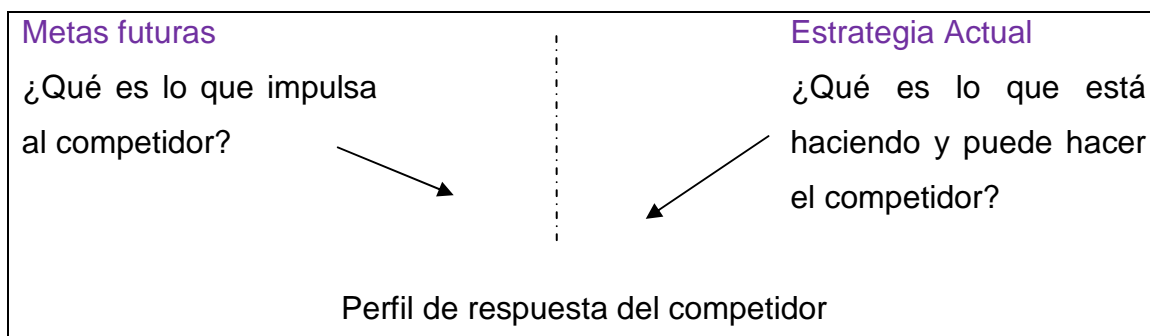 Metas futuras
¿Qué es lo que impulsa
al competidor?
Estrategia Actual
¿Qué es lo que está
haciendo y puede hacer
el competidor?
Perfil de respuesta del competidor